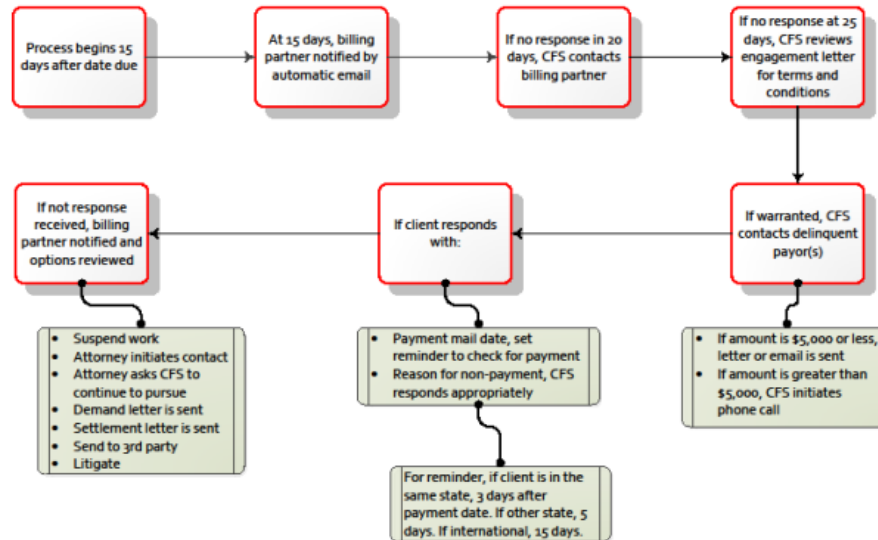 Process begins 15
days after date due
At 15 days, billing
partner notified by
automatic email
If no response in 20
days, CFS contacts
billing partner
If no response at 25
days, CFS reviews
engagement letter
for terms and
conditions
If warranted, CFS
contacts delinquent
payor(s)
• If amount is $5,000 or less,
letter or email is sent
• If amount is greater than
$5,000, CFS initiates
phone call
If client responds
with:
• Payment mail date, set
reminder to check for payment
• Reason for non-payment, CFS
responds appropriately
For reminder, if client is in the
same state, 3 days after
payment date. If other state, 5
days. If international, 15 days.
If not response
received, billing
partner notified and
options reviewed
• Suspend work
• Attorney initiates contact
• Attorney asks CFS to
continue to pursue
• Demand letter is sent
• Settlement letter is sent
• Send to 3rd party
• Litigate